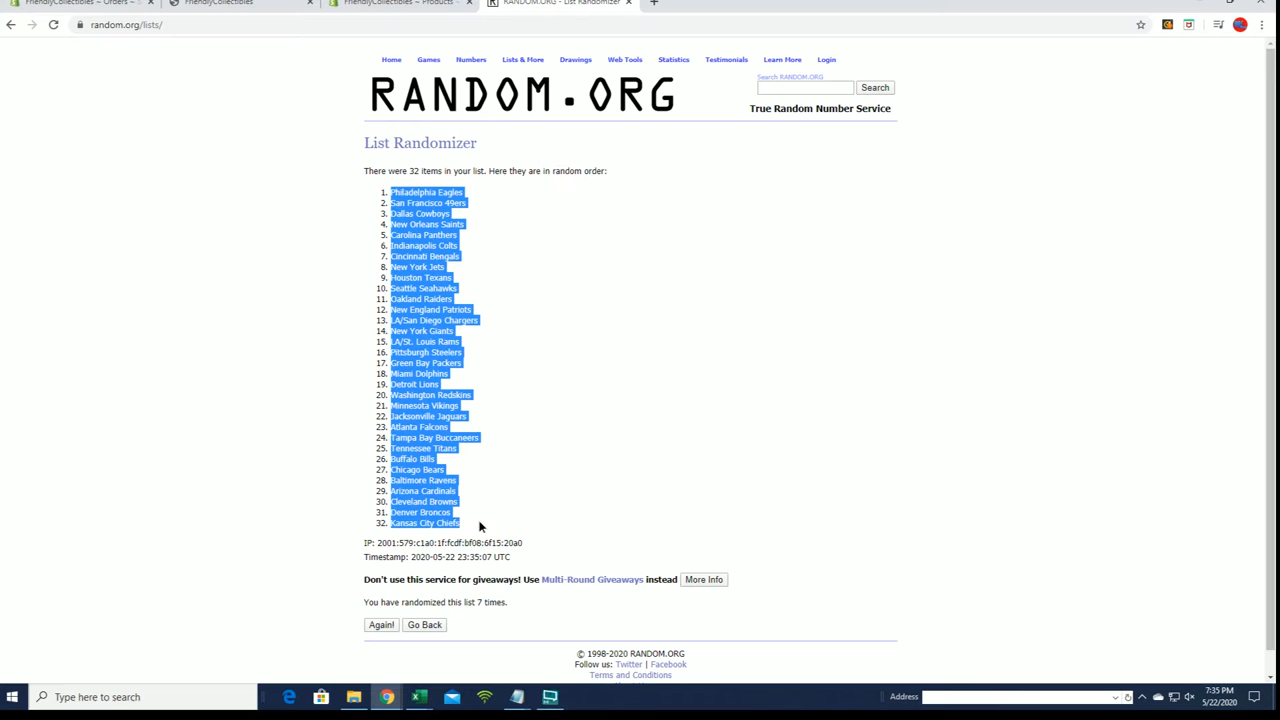 FriendlyCollectibles ~ Orders ~
FriendlyCollectibles
FriendlyCollectibles ~ Products ~
RANDOM.ORG - List Randomizer
random.org/lists/
Home Games Numbers Lists & More Drawings Web Tools Statistics Testimonials Learn More Login
RANDOM.ORG
Search RANDOM.ORG
Search
True Random Number Service
List Randomizer
There were 32 items in your list. Here they are in random order:
1. Philadelphia Eagles
2. San Francisco 49ers
3. Dallas Cowboys
4. New Orleans Saints
5. Carolina Panthers
6. Indianapolis Colts
7. Cincinnati Bengals
8. New York Jets
9. Houston Texans
10. Seattle Seahawks
11. Oakland Raiders
12. New England Patriots
13. LA/San Diego Chargers
14. New York Giants
15. LA/St. Louis Rams
16. Pittsburgh Steelers
17. Green Bay Packers
18. Miami Dolphins
19. Detroit Lions
20. Washington Redskins
21. Minnesota Vikings
22. Jacksonville Jaguars
23. Atlanta Falcons
24. Tampa Bay Buccaneers
25. Tennessee Titans
26. Buffalo Bills
27. Chicago Bears
28. Baltimore Ravens
29. Arizona Cardinals
30. Cleveland Browns
31. Denver Broncos
32. Kansas City Chiefs
IP: 2001:579:c1a0:1f:fcdf:bf08:6f15:20a0
Timestamp: 2020-05-22 23:35:07 UTC
Don't use this service for giveaways! Use Multi-Round Giveaways instead More Info
You have randomized this list 7 times.
Again! Go Back
© 1998-2020 RANDOM.ORG
Follow us: Twitter | Facebook
Terms and Conditions
Type here to search
Address
7:35 PM
5/22/2020